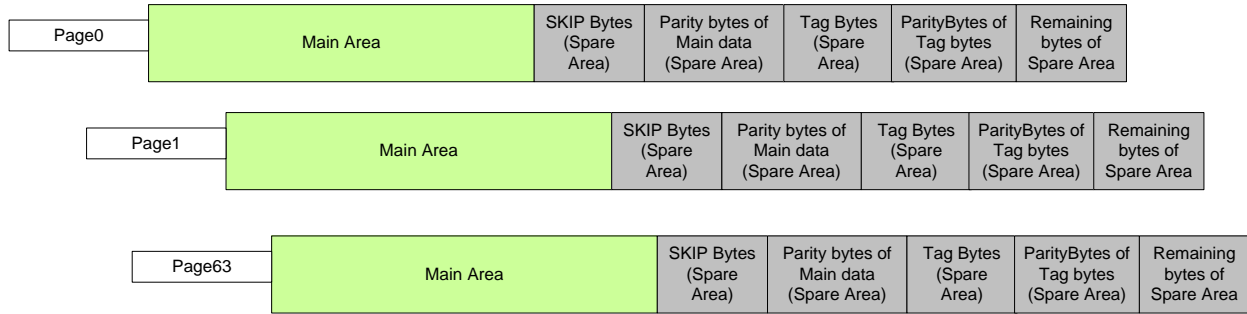 Page0
Main Area
SKIP Bytes
(Spare
Area)
Parity bytes of
Main data
(Spare Area)
Tag Bytes
(Spare
Area)
ParityBytes of
Tag bytes
(Spare Area)
Remaining
bytes of
Spare Area
Page1
Main Area
SKIP Bytes
(Spare
Area)
Parity bytes of
Main data
(Spare Area)
Tag Bytes
(Spare
Area)
ParityBytes of
Tag bytes
(Spare Area)
Remaining
bytes of
Spare Area
Page63
Main Area
SKIP Bytes
(Spare
Area)
Parity bytes of
Main data
(Spare Area)
Tag Bytes
(Spare
Area)
ParityBytes of
Tag bytes
(Spare Area)
Remaining
bytes of
Spare Area